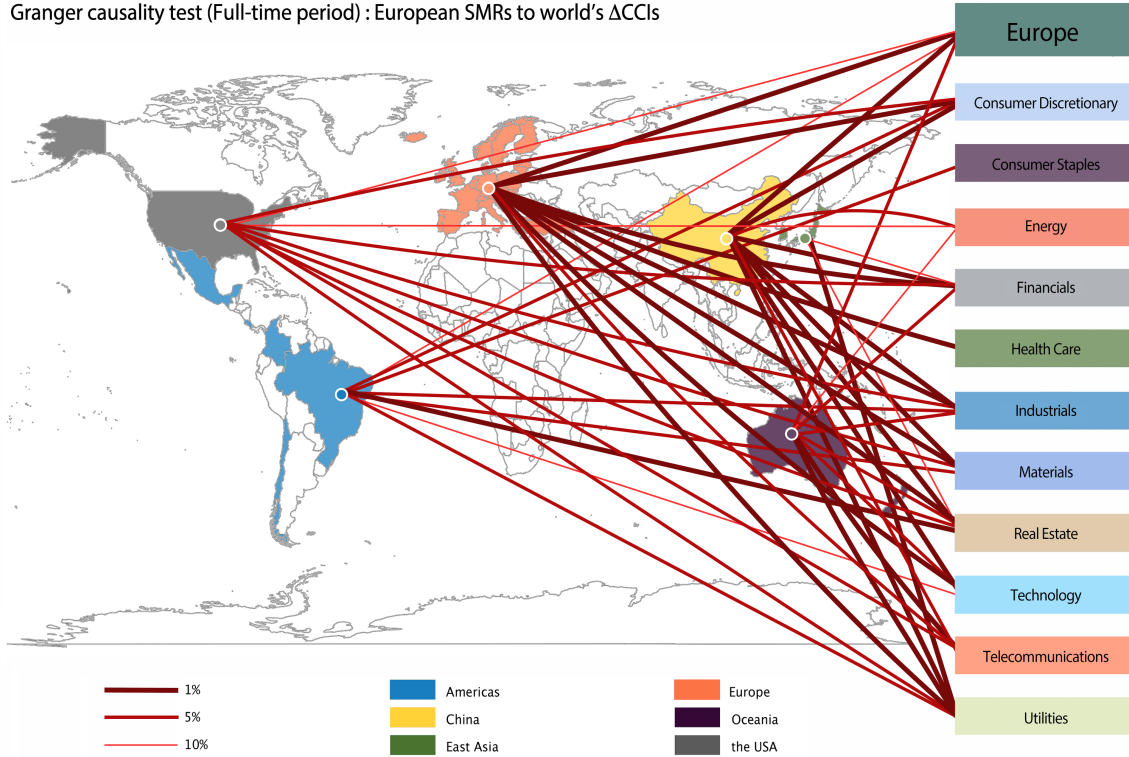 Granger causality test (Full-time period) : European SMRs to world's ΔCCIs
Europe
Consumer Discretionary
Consumer Staples
Energy
Financials
Health Care
Industrials
Materials
Real Estate
Technology
Telecommunications
Utilities
1%
5%
10%
Americas
China
East Asia
Europe
Oceania
the USA